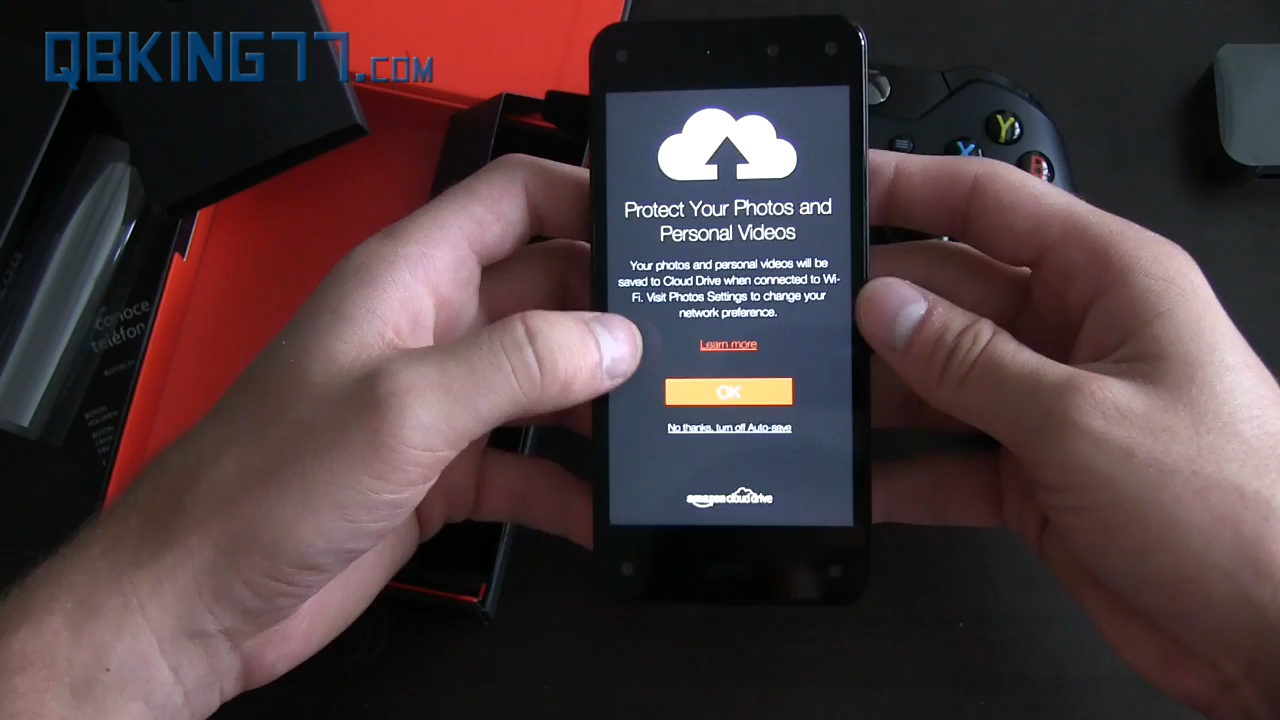 QBKING77.COM
Protect Your Photos and
Personal Videos
Your photos and personal videos will be
saved to Cloud Drive when connected to Wi-
Fi. Visit Photos Settings to change your
network preference.
Learn more
OK
No thanks, turn off Auto-save
amazon cloud drive
Y
X
B
conoce
teléfon